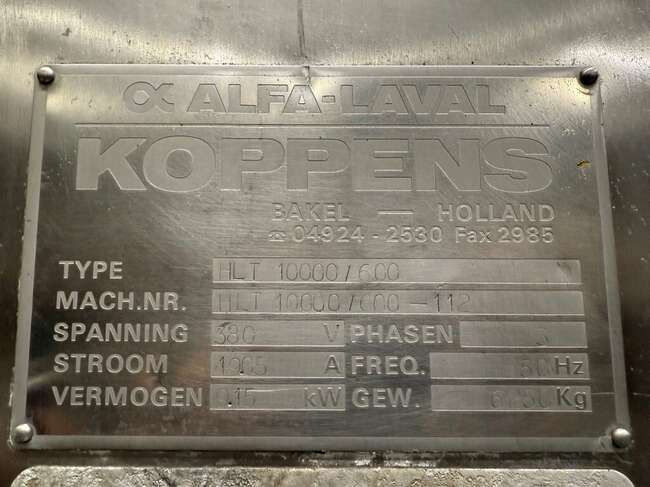 α ALFA-LAVAL
KOPPENS
BAKEL — HOLLAND
☎ 04924 - 2530 Fax 2985
TYPE HLT 10000/600
MACH.NR. HLT 10000/600-112
SPANNING 380 V PHASEN 3
STROOM A FREQ. 50 Hz
VERMOGEN kW GEW. Kg